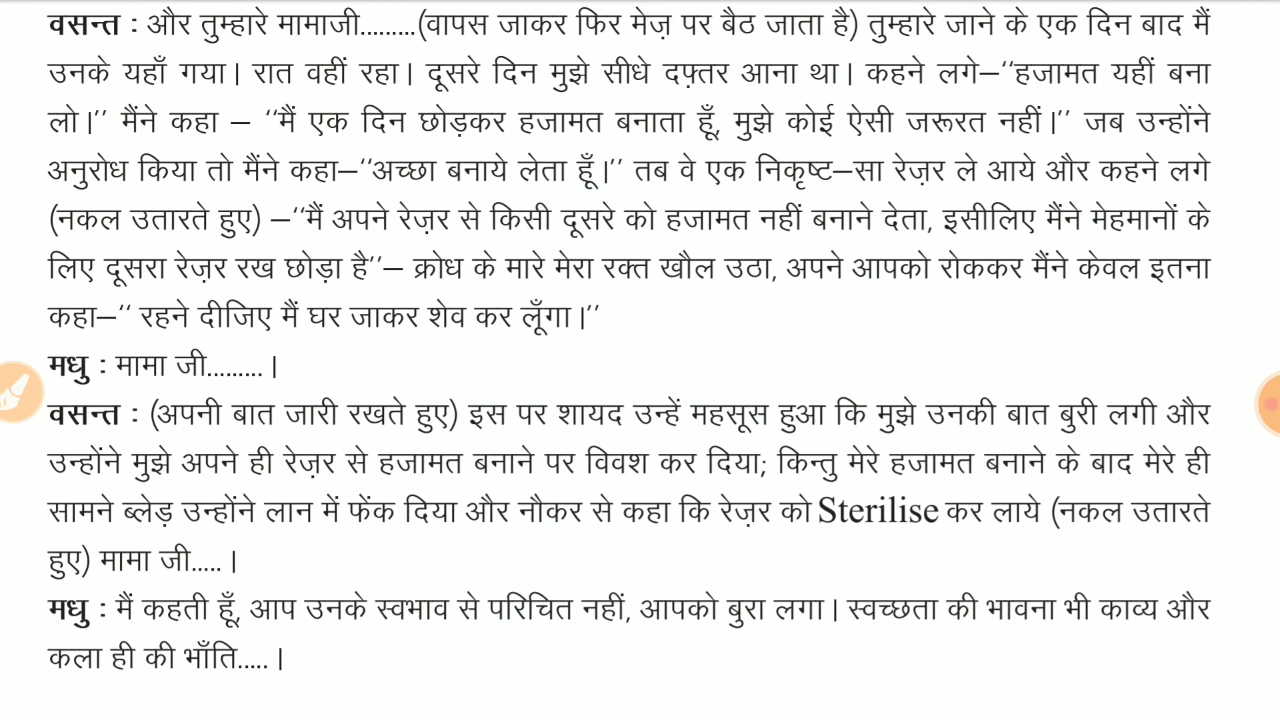 वसन्त : और तुम्हारे मामाजी.........(वापस जाकर फिर मेज़ पर बैठ जाता है) तुम्हारे जाने के एक दिन बाद मैं
उनके यहाँ गया। रात वहीं रहा। दूसरे दिन मुझे सीधे दफ़्तर आना था। कहने लगे–‘‘हजामत यहीं बना
लो।’’ मैंने कहा – ‘‘मैं एक दिन छोड़कर हजामत बनाता हूँ, मुझे कोई ऐसी जरूरत नहीं।’’ जब उन्होंने
अनुरोध किया तो मैंने कहा–‘‘अच्छा बनाये लेता हूँ।’’ तब वे एक निकृष्ट–सा रेज़र ले आये और कहने लगे
(नकल उतारते हुए) –‘‘मैं अपने रेज़र से किसी दूसरे को हजामत नहीं बनाने देता, इसीलिए मैंने मेहमानों के
लिए दूसरा रेज़र रख छोड़ा है’’– क्रोध के मारे मेरा रक्त खौल उठा, अपने आपको रोककर मैंने केवल इतना
कहा–‘‘ रहने दीजिए मैं घर जाकर शेव कर लूँगा।’’
मधु : मामा जी.........।
वसन्त : (अपनी बात जारी रखते हुए) इस पर शायद उन्हें महसूस हुआ कि मुझे उनकी बात बुरी लगी और
उन्होंने मुझे अपने ही रेज़र से हजामत बनाने पर विवश कर दिया; किन्तु मेरे हजामत बनाने के बाद मेरे ही
सामने ब्लेड़ उन्होंने लान में फेंक दिया और नौकर से कहा कि रेज़र को Sterilise कर लाये (नकल उतारते
हुए) मामा जी.....।
मधु : मैं कहती हूँ, आप उनके स्वभाव से परिचित नहीं, आपको बुरा लगा। स्वच्छता की भावना भी काव्य और
कला ही की भाँति.....।